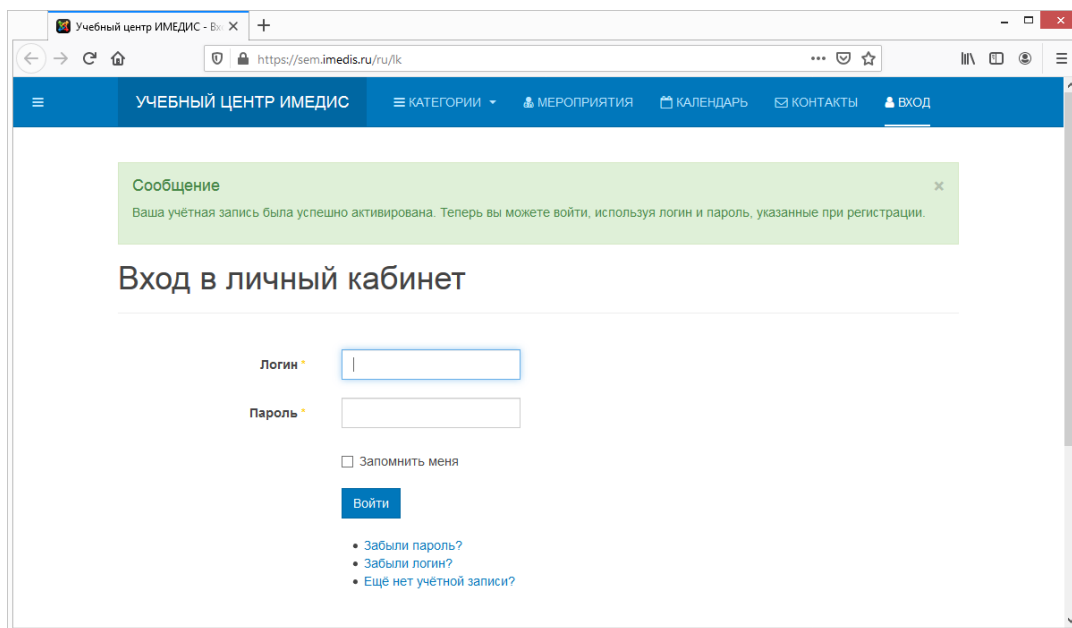 Учебный центр ИМЕДИС - Вх
https://sem.imedis.ru/ru/lk
УЧЕБНЫЙ ЦЕНТР ИМЕДИС КАТЕГОРИИ МЕРОПРИЯТИЯ КАЛЕНДАРЬ КОНТАКТЫ ВХОД
Сообщение
Ваша учётная запись была успешно активирована. Теперь вы можете войти, используя логин и пароль, указанные при регистрации.
Вход в личный кабинет
Логин *
Пароль *
Запомнить меня
Войти
Забыли пароль?
Забыли логин?
Ещё нет учётной записи?